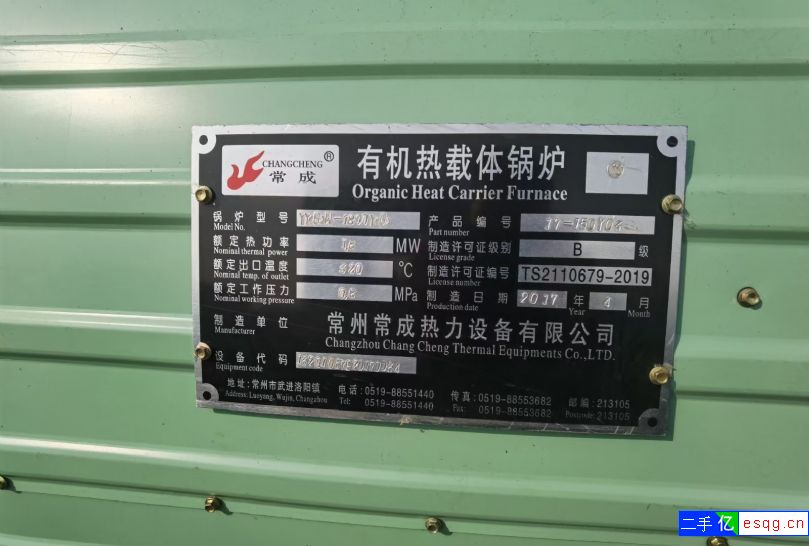 CHANGCHENG ®
常成
有机热载体锅炉
Organic Heat Carrier Furnace
锅炉型号
Model No.
产品编号
Part number
额定热功率 MW
Nominal thermal power
制造许可证级别 B 级
License grade
额定出口温度 ℃
Nominal temp. of outlet
制造许可证编号 TS2110679-2019
License number
额定工作压力 MPa
Nominal working pressure
制造日期 2017 年 4 月
Production date Year Month
制造单位 常州常成热力设备有限公司
Manufacturer Changzhou Chang Cheng Thermal Equipments Co.,LTD.
设备代码
Equipment code
地址:常州市武进洛阳镇 电话:0519-88551440 传真:0519-88553682 邮编:213105
Address: Luoyang, Wujin, Changzhou Tel: 0519-88551440 Fax: 0519-88553682 Postcode: 213105
二手亿 esqg.cn